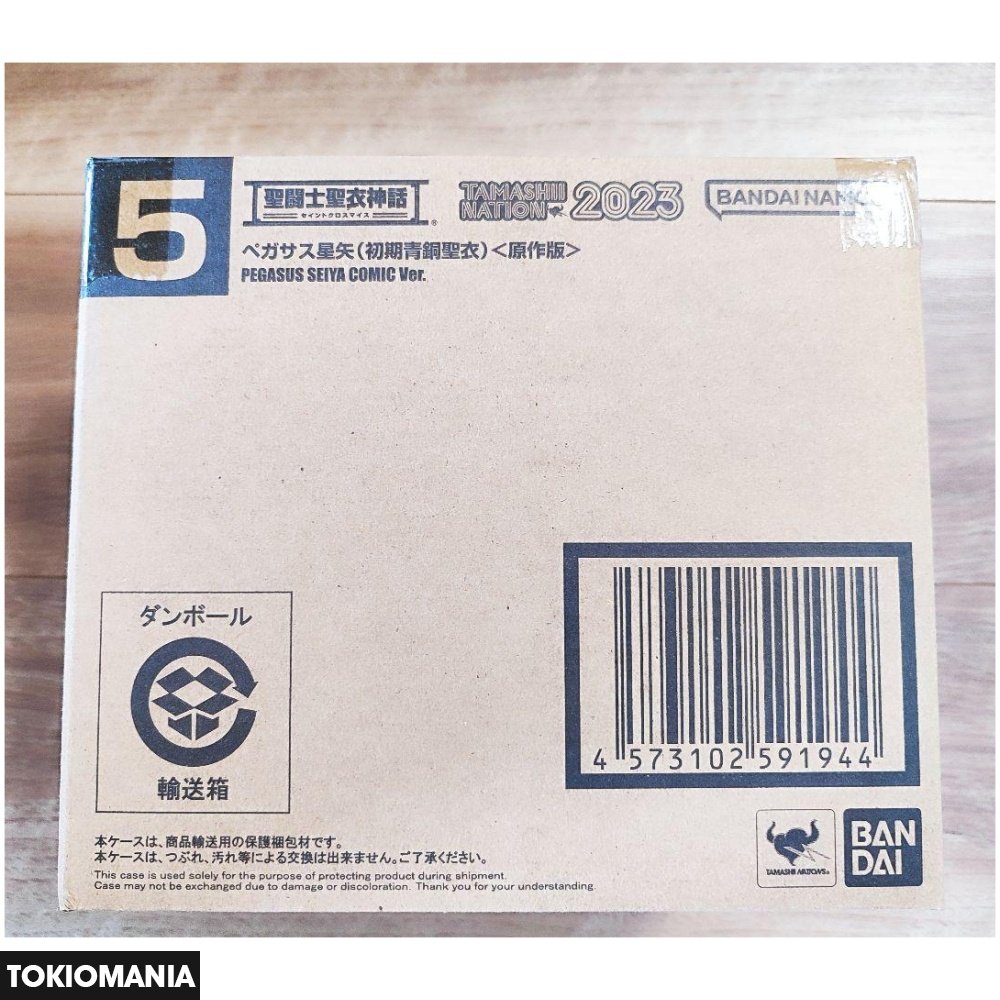 5
聖闘士聖衣神話
セイントクロスマイス
®
TAMASHII
NATION 2023
BANDAI NAM
ペガサス星矢(初期青銅聖衣)<原作版>
PEGASUS SEIYA COMIC Ver.
ダンボール
輸送箱
4 573102 591944
本ケースは、商品輸送用の保護梱包材です。
本ケースは、つぶれ、汚れ等による交換は出来ません。ご了承ください。
This case is used solely for the purpose of protecting product during shipment.
Case may not be exchanged due to damage or discoloration. Thank you for your understanding.
TAMASHII NATIONS®
BAN
DAI
TOKIOMANIA